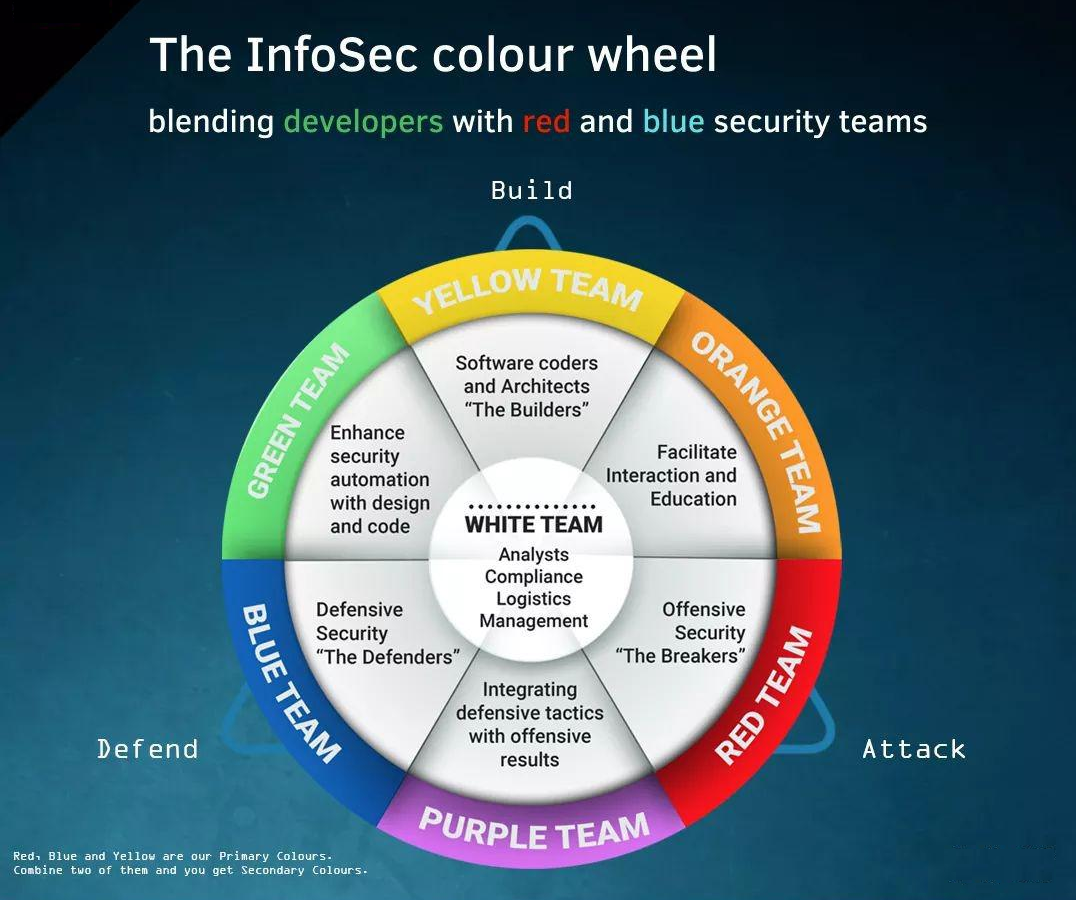 The InfoSec colour wheel
blending developers with red and blue security teams
Build
YELLOW TEAM
Software coders
and Architects
“The Builders”
ORANGE TEAM
Facilitate
Interaction and
Education
GREEN TEAM
Enhance
security
automation
with design
and code
WHITE TEAM
Analysts
Compliance
Logistics
Management
BLUE TEAM
Defensive
Security
“The Defenders”
RED TEAM
Offensive
Security
“The Breakers”
PURPLE TEAM
Integrating
defensive tactics
with offensive
results
Defend
Attack
Red, Blue and Yellow are our Primary Colours.
Combine two of them and you get Secondary Colours.